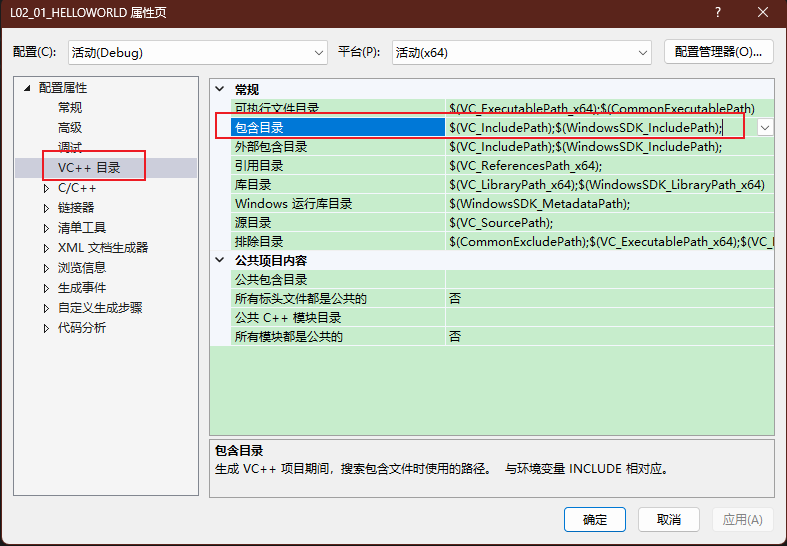 L02_01_HELLOWORLD 属性页
配置(C): 活动(Debug) 平台(P): 活动(x64) 配置管理器(O)...
配置属性
常规
高级
调试
VC++ 目录
C/C++
链接器
清单工具
XML 文档生成器
浏览信息
生成事件
自定义生成步骤
代码分析
常规
可执行文件目录 $(VC_ExecutablePath_x64);$(CommonExecutablePath)
包含目录 $(VC_IncludePath);$(WindowsSDK_IncludePath);
外部包含目录 $(VC_IncludePath);$(WindowsSDK_IncludePath);
引用目录 $(VC_ReferencesPath_x64);
库目录 $(VC_LibraryPath_x64);$(WindowsSDK_LibraryPath_x64)
Windows 运行库目录 $(WindowsSDK_MetadataPath);
源目录 $(VC_SourcePath);
排除目录 $(CommonExcludePath);$(VC_ExecutablePath_x64);$(VC_I
公共项目内容
公共包含目录
所有标头文件都是公共的 否
公共 C++ 模块目录
所有模块都是公共的 否
包含目录
生成 VC++ 项目期间，搜索包含文件时使用的路径。 与环境变量 INCLUDE 相对应。
确定 取消 应用(A)